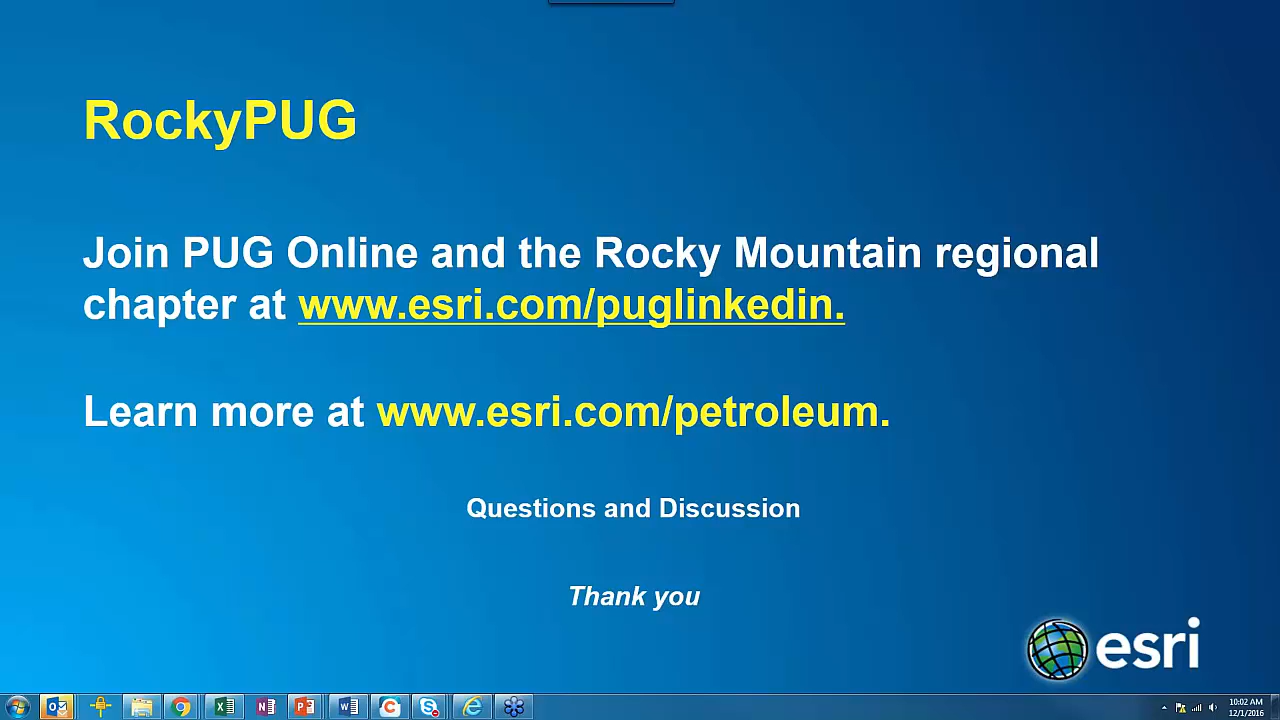 RockyPUG
Join PUG Online and the Rocky Mountain regional
chapter at www.esri.com/puglinkedin.
Learn more at www.esri.com/petroleum.
Questions and Discussion
Thank you
esri
10:02 AM
12/1/2016